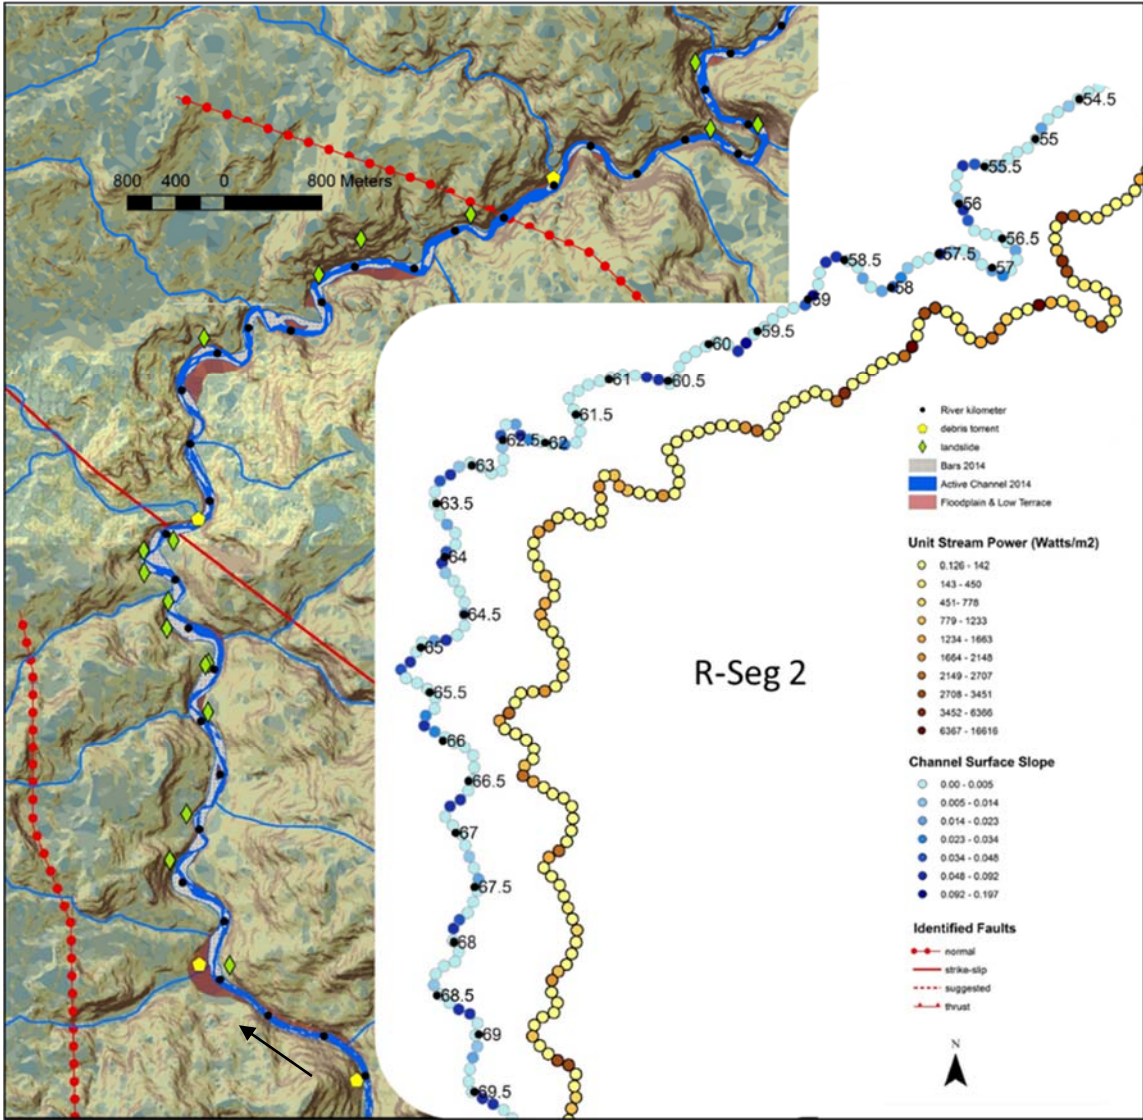 800 400 0 800 Meters
54.5
55
55.5
56
56.5
57
57.5
58
58.5
59
59.5
60
60.5
61
61.5
62
62.5
63
63.5
64
64.5
65
65.5
66
66.5
67
67.5
68
68.5
69
69.5
R-Seg 2
River kilometer
debris torrent
landslide
Bars 2014
Active Channel 2014
Floodplain & Low Terrace
Unit Stream Power (Watts/m2)
0.126 - 142
143 - 450
451- 778
779 - 1233
1234 - 1663
1664 - 2148
2149 - 2707
2708 - 3451
3452 - 6366
6367 - 16616
Channel Surface Slope
0.00 - 0.005
0.005 - 0.014
0.014 - 0.023
0.023 - 0.034
0.034 - 0.048
0.048 - 0.092
0.092 - 0.197
Identified Faults
normal
strike-slip
suggested
thrust
N